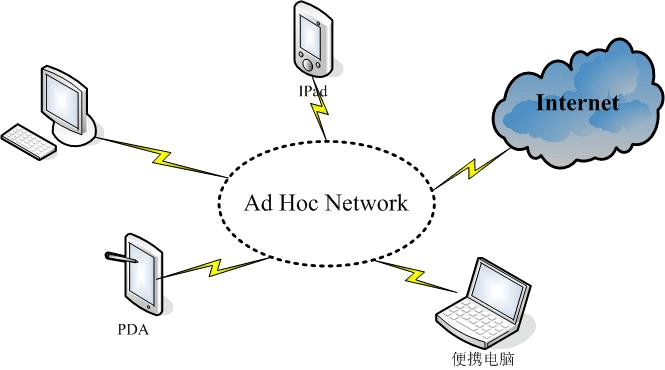 IPad
Internet
Ad Hoc Network
PDA
便携电脑